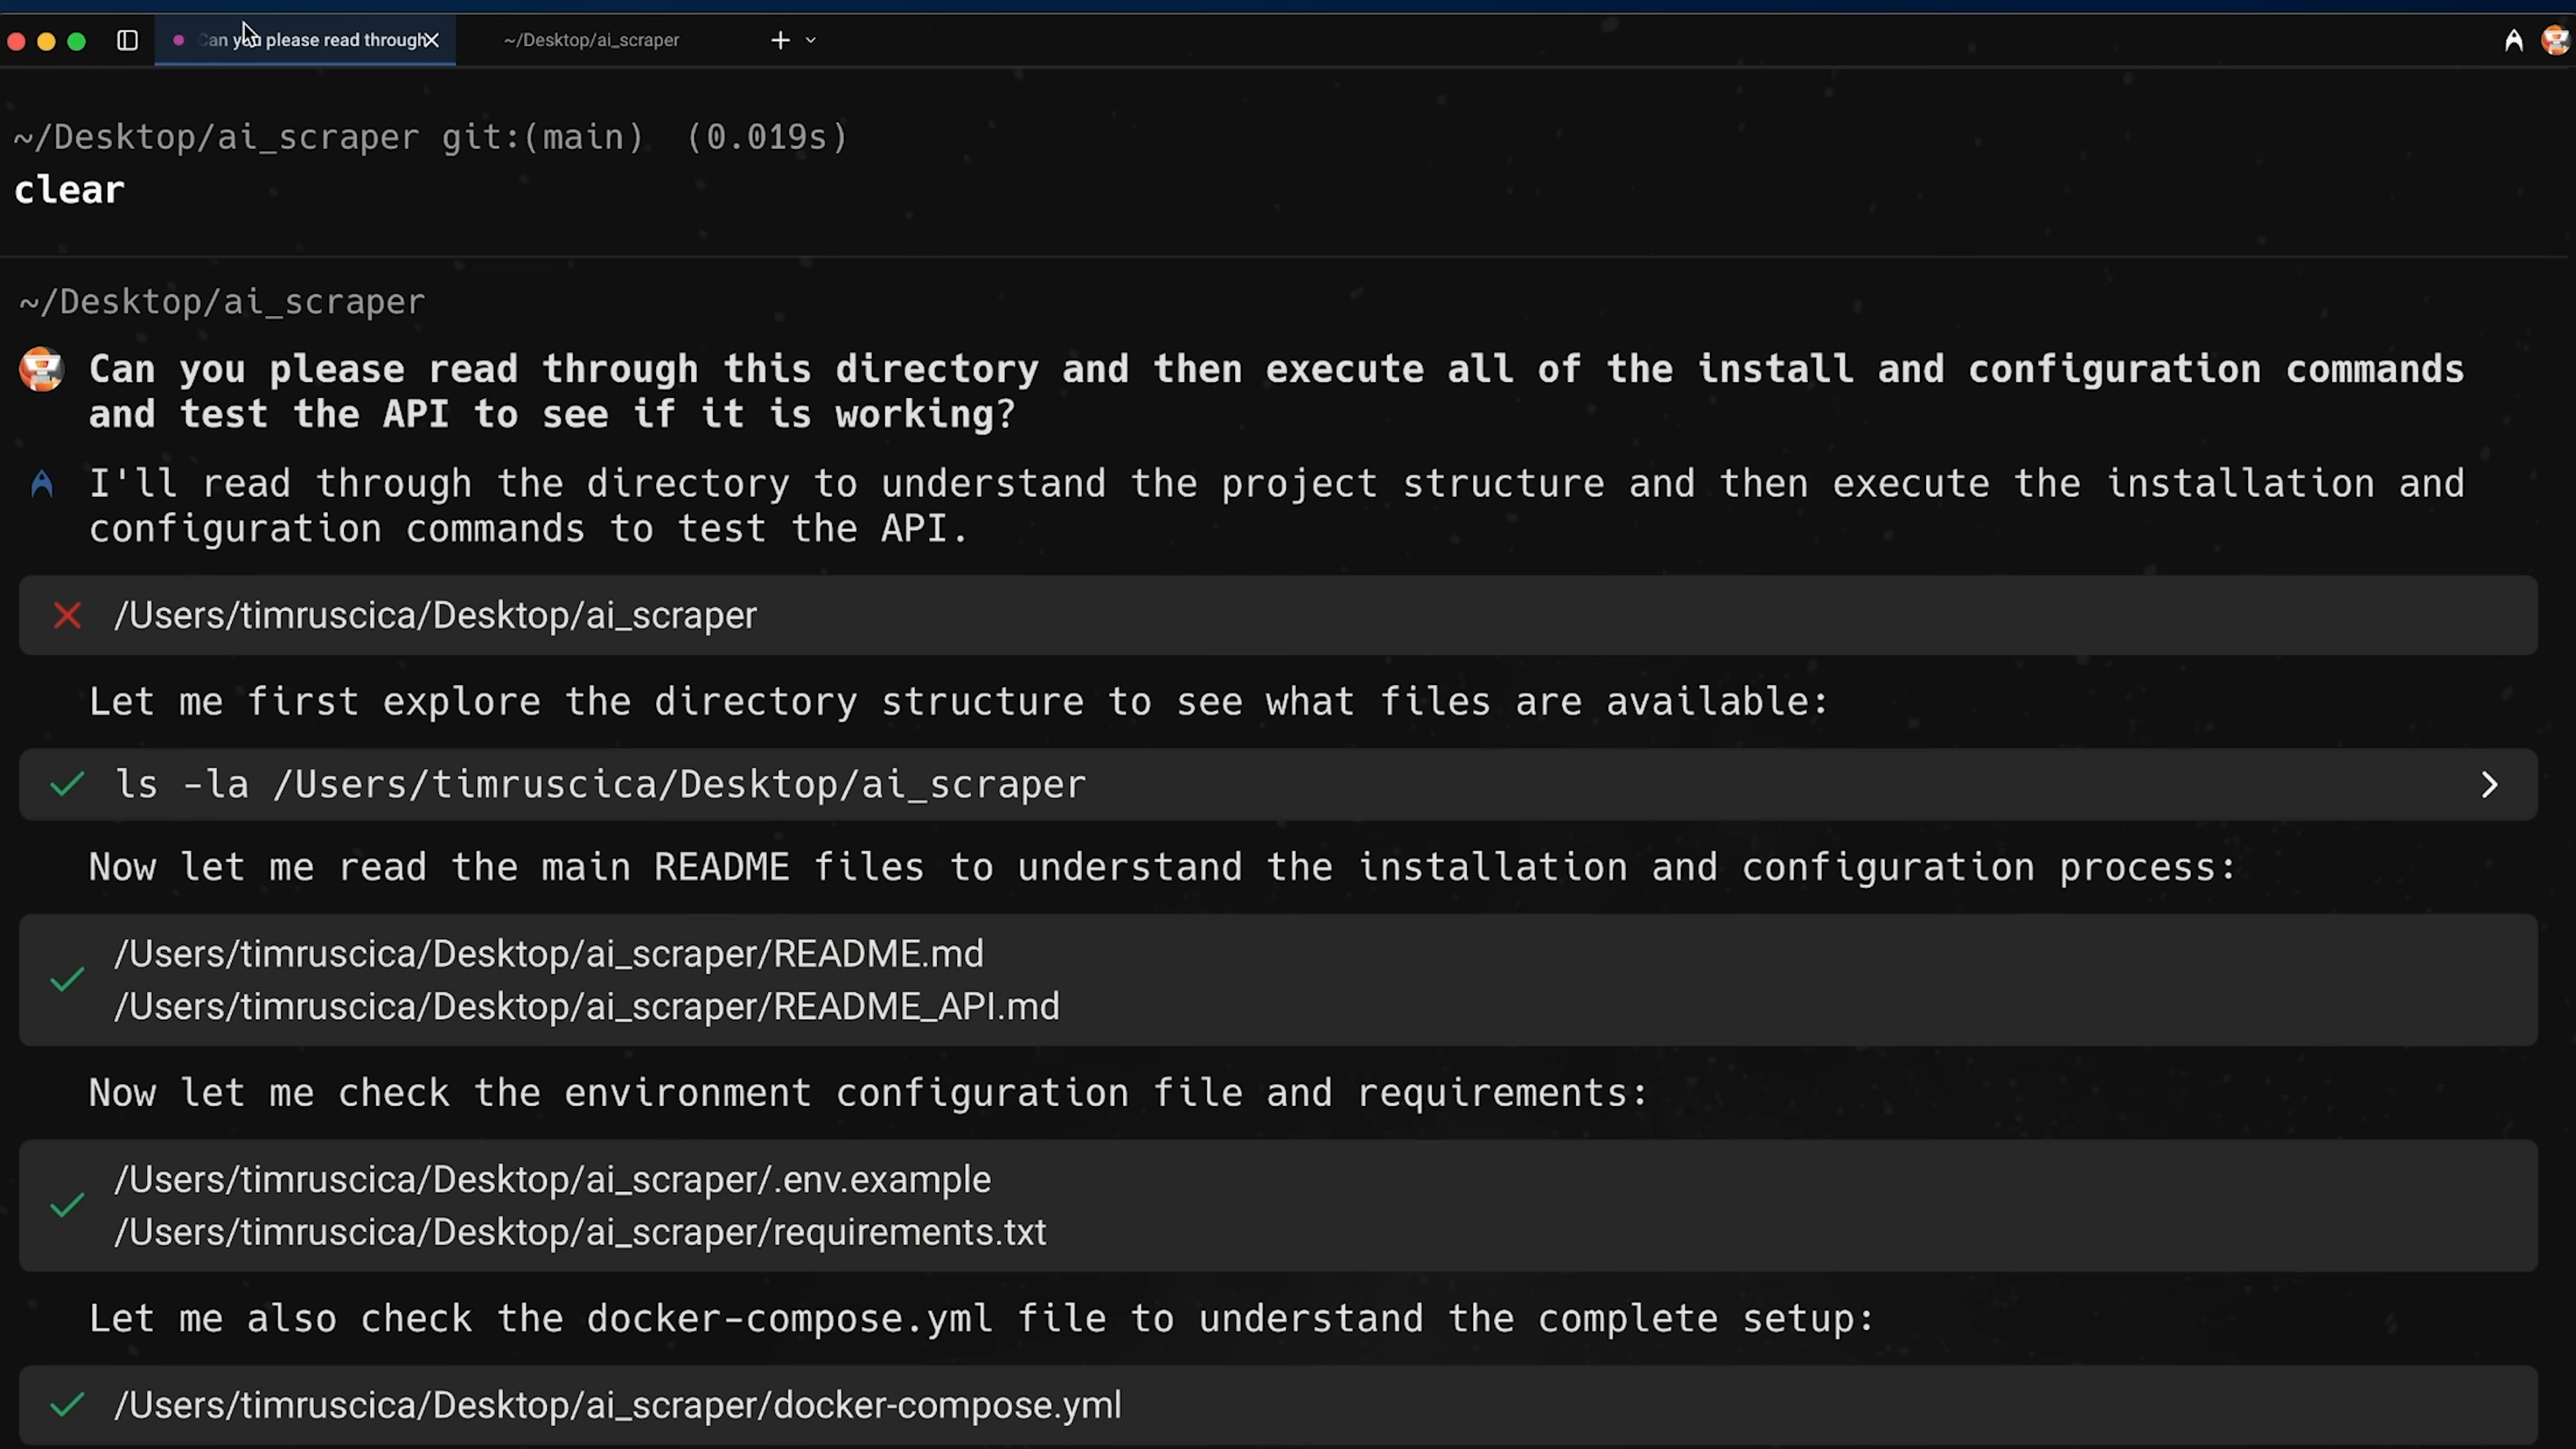 Can you please read through
~/Desktop/ai_scraper
~/Desktop/ai_scraper git:(main) (0.019s)
clear
~/Desktop/ai_scraper
Can you please read through this directory and then execute all of the install and configuration commands
and test the API to see if it is working?
I'll read through the directory to understand the project structure and then execute the installation and
configuration commands to test the API.
/Users/timruscica/Desktop/ai_scraper
Let me first explore the directory structure to see what files are available:
ls -la /Users/timruscica/Desktop/ai_scraper
Now let me read the main README files to understand the installation and configuration process:
/Users/timruscica/Desktop/ai_scraper/README.md
/Users/timruscica/Desktop/ai_scraper/README_API.md
Now let me check the environment configuration file and requirements:
/Users/timruscica/Desktop/ai_scraper/.env.example
/Users/timruscica/Desktop/ai_scraper/requirements.txt
Let me also check the docker-compose.yml file to understand the complete setup:
/Users/timruscica/Desktop/ai_scraper/docker-compose.yml